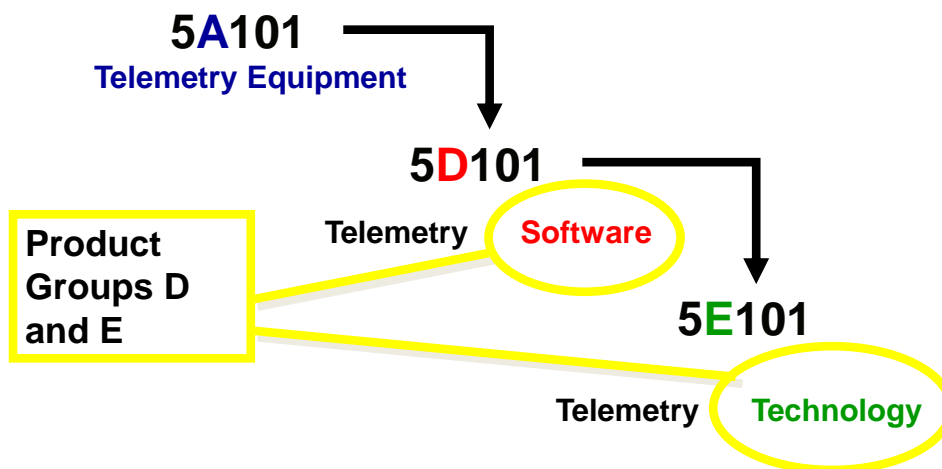 5A101
Telemetry Equipment
5D101
Telemetry Software
Product
Groups D
and E
5E101
Telemetry Technology